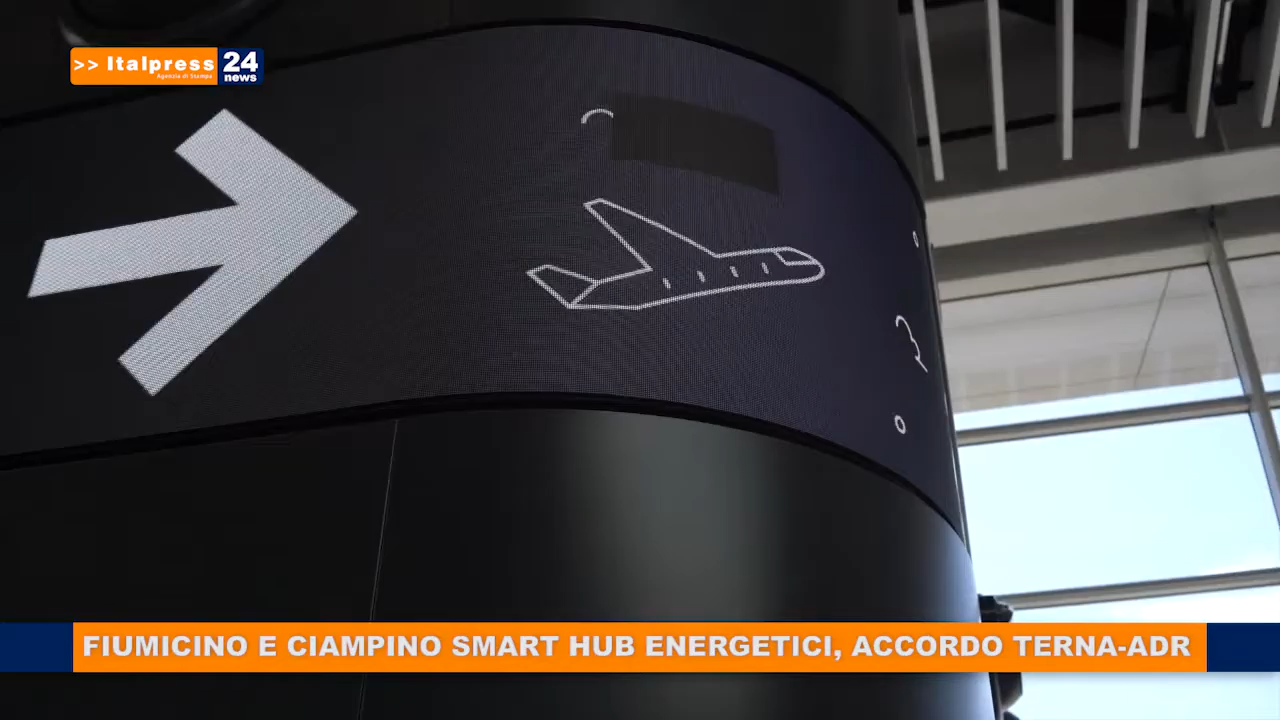 >> Italpress
Agenzia di Stampa
24
news
FIUMICINO E CIAMPINO SMART HUB ENERGETICI, ACCORDO TERNA-ADR